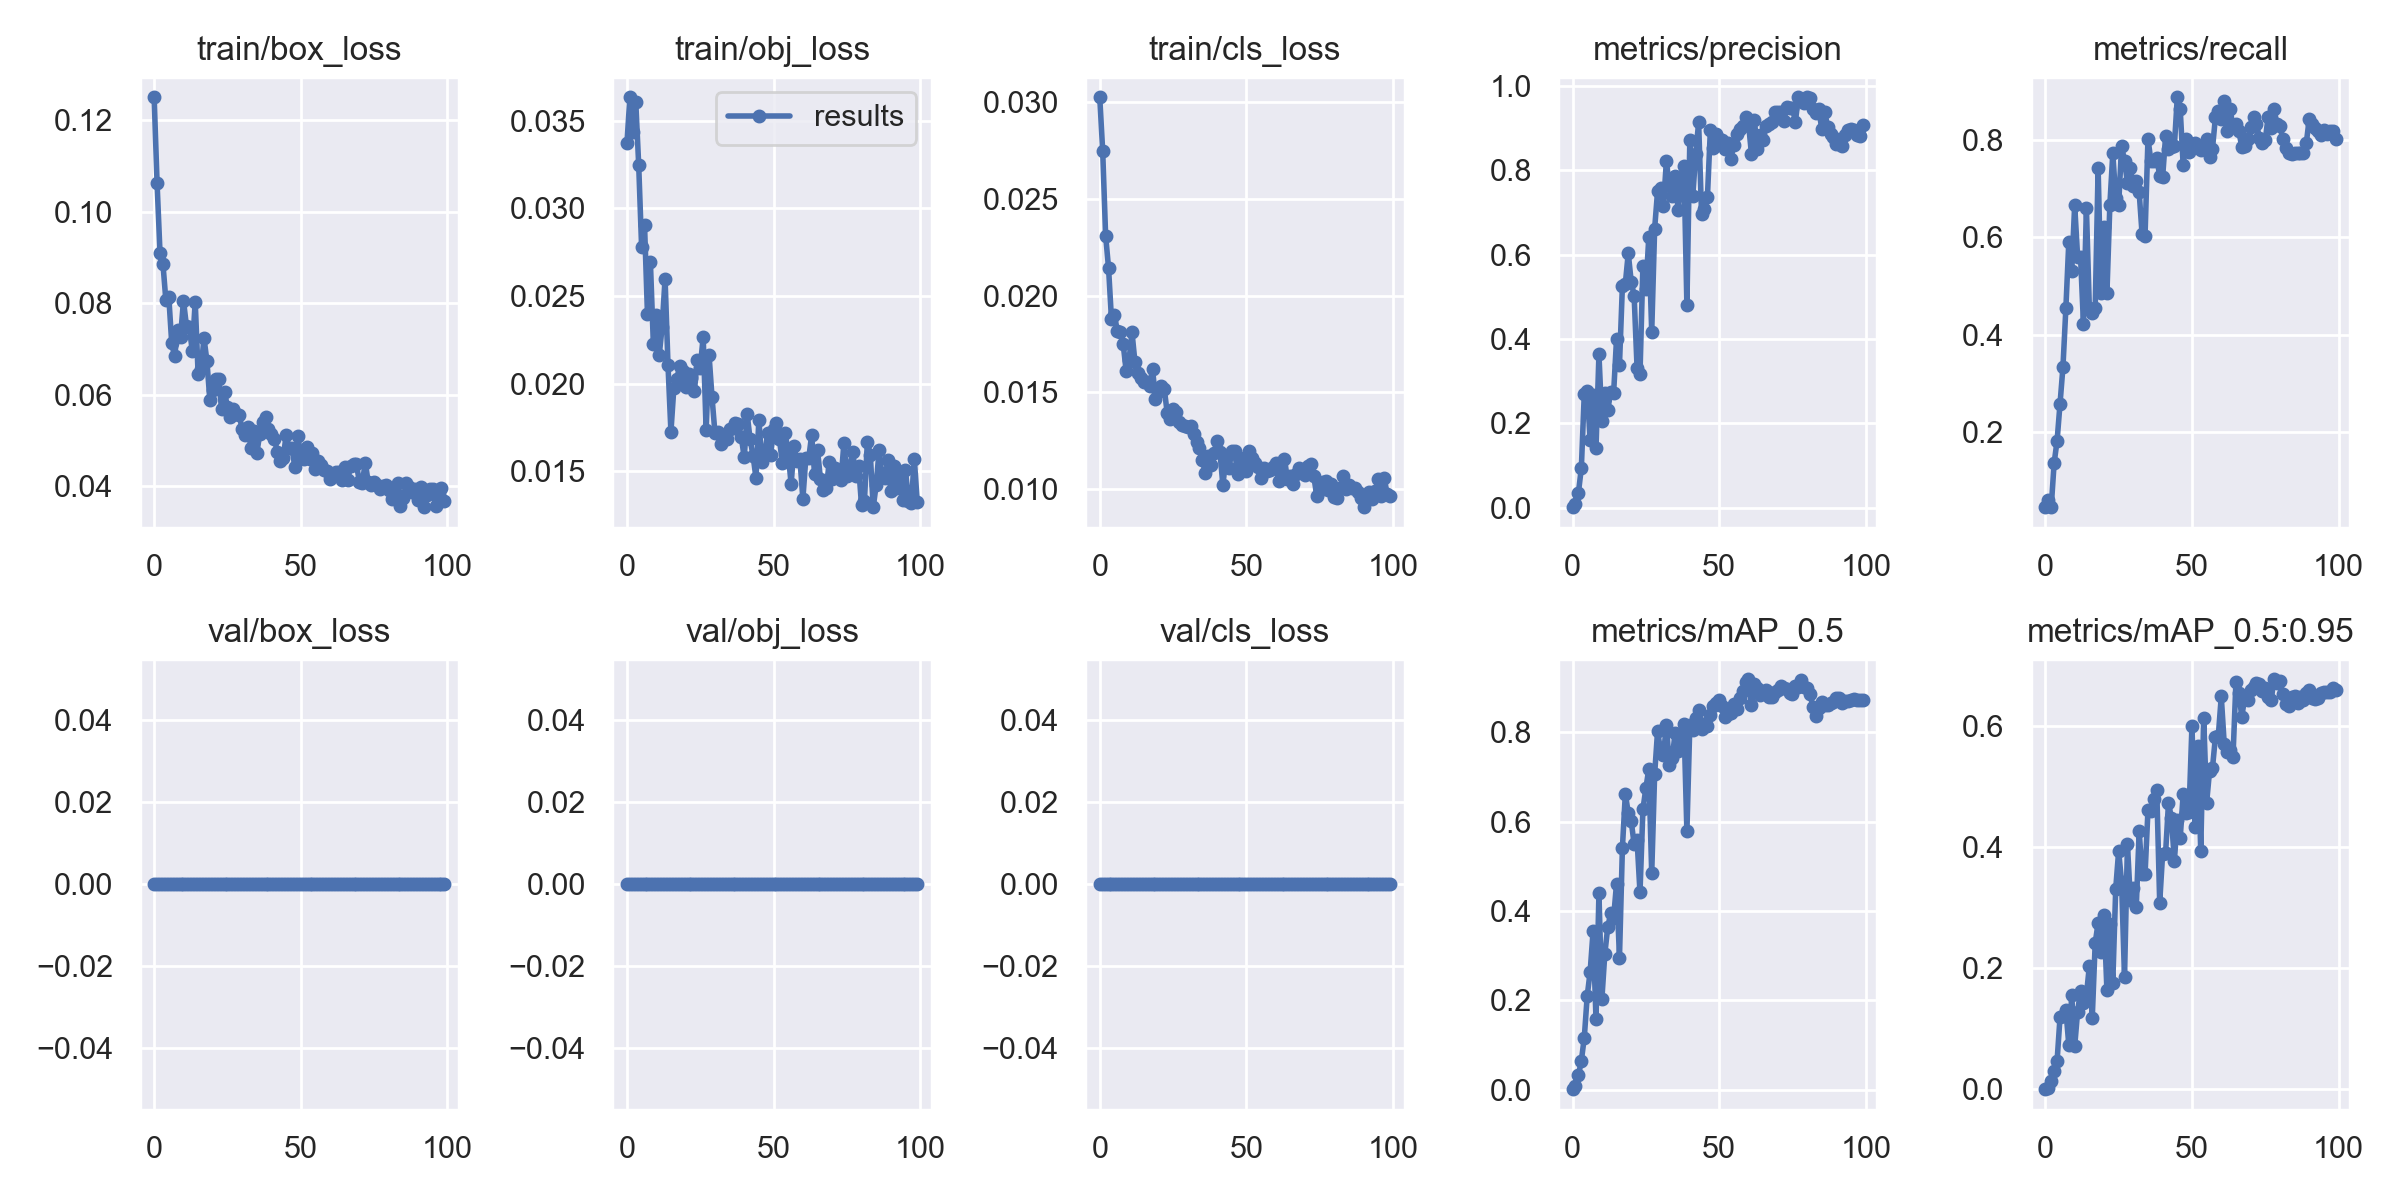 train/box_loss
0.12
0.10
0.08
0.06
0.04
0 50 100
train/obj_loss
results
0.035
0.030
0.025
0.020
0.015
0 50 100
train/cls_loss
0.030
0.025
0.020
0.015
0.010
0 50 100
metrics/precision
1.0
0.8
0.6
0.4
0.2
0.0
0 50 100
metrics/recall
0.8
0.6
0.4
0.2
0 50 100
val/box_loss
0.04
0.02
0.00
−0.02
−0.04
0 50 100
val/obj_loss
0.04
0.02
0.00
−0.02
−0.04
0 50 100
val/cls_loss
0.04
0.02
0.00
−0.02
−0.04
0 50 100
metrics/mAP_0.5
0.8
0.6
0.4
0.2
0.0
0 50 100
metrics/mAP_0.5:0.95
0.6
0.4
0.2
0.0
0 50 100